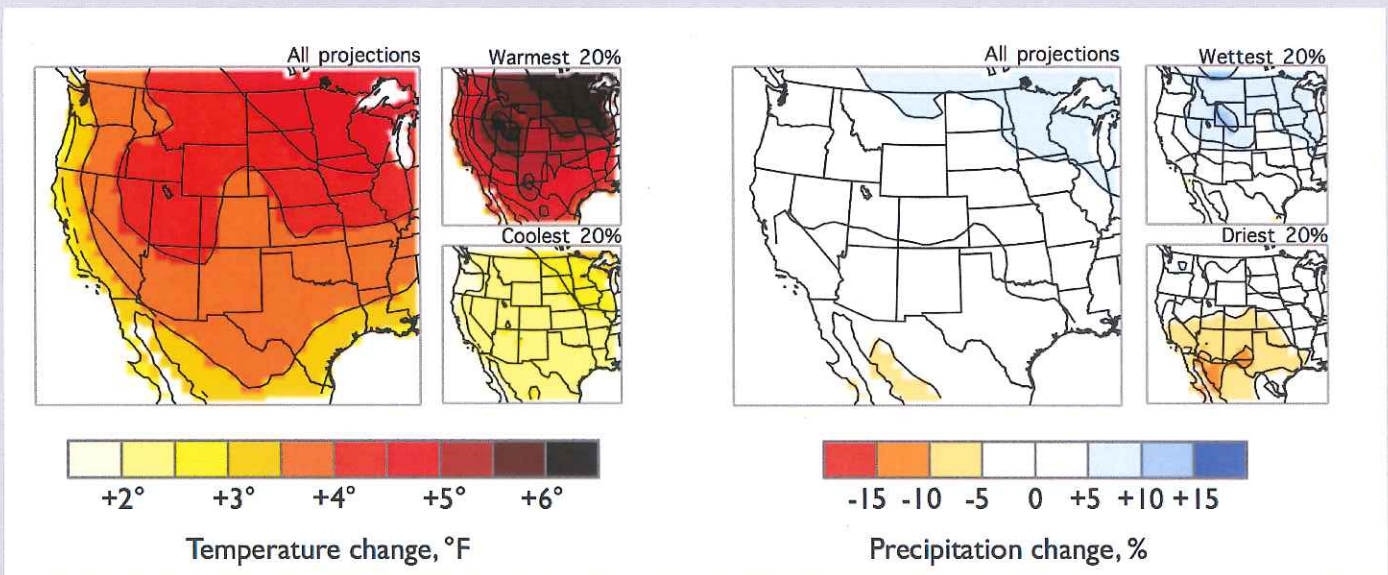 All projections
Warmest 20%
Coolest 20%
+2° +3° +4° +5° +6°
Temperature change, °F
All projections
Wettest 20%
Driest 20%
-15 -10 -5 0 +5 +10 +15
Precipitation change, %